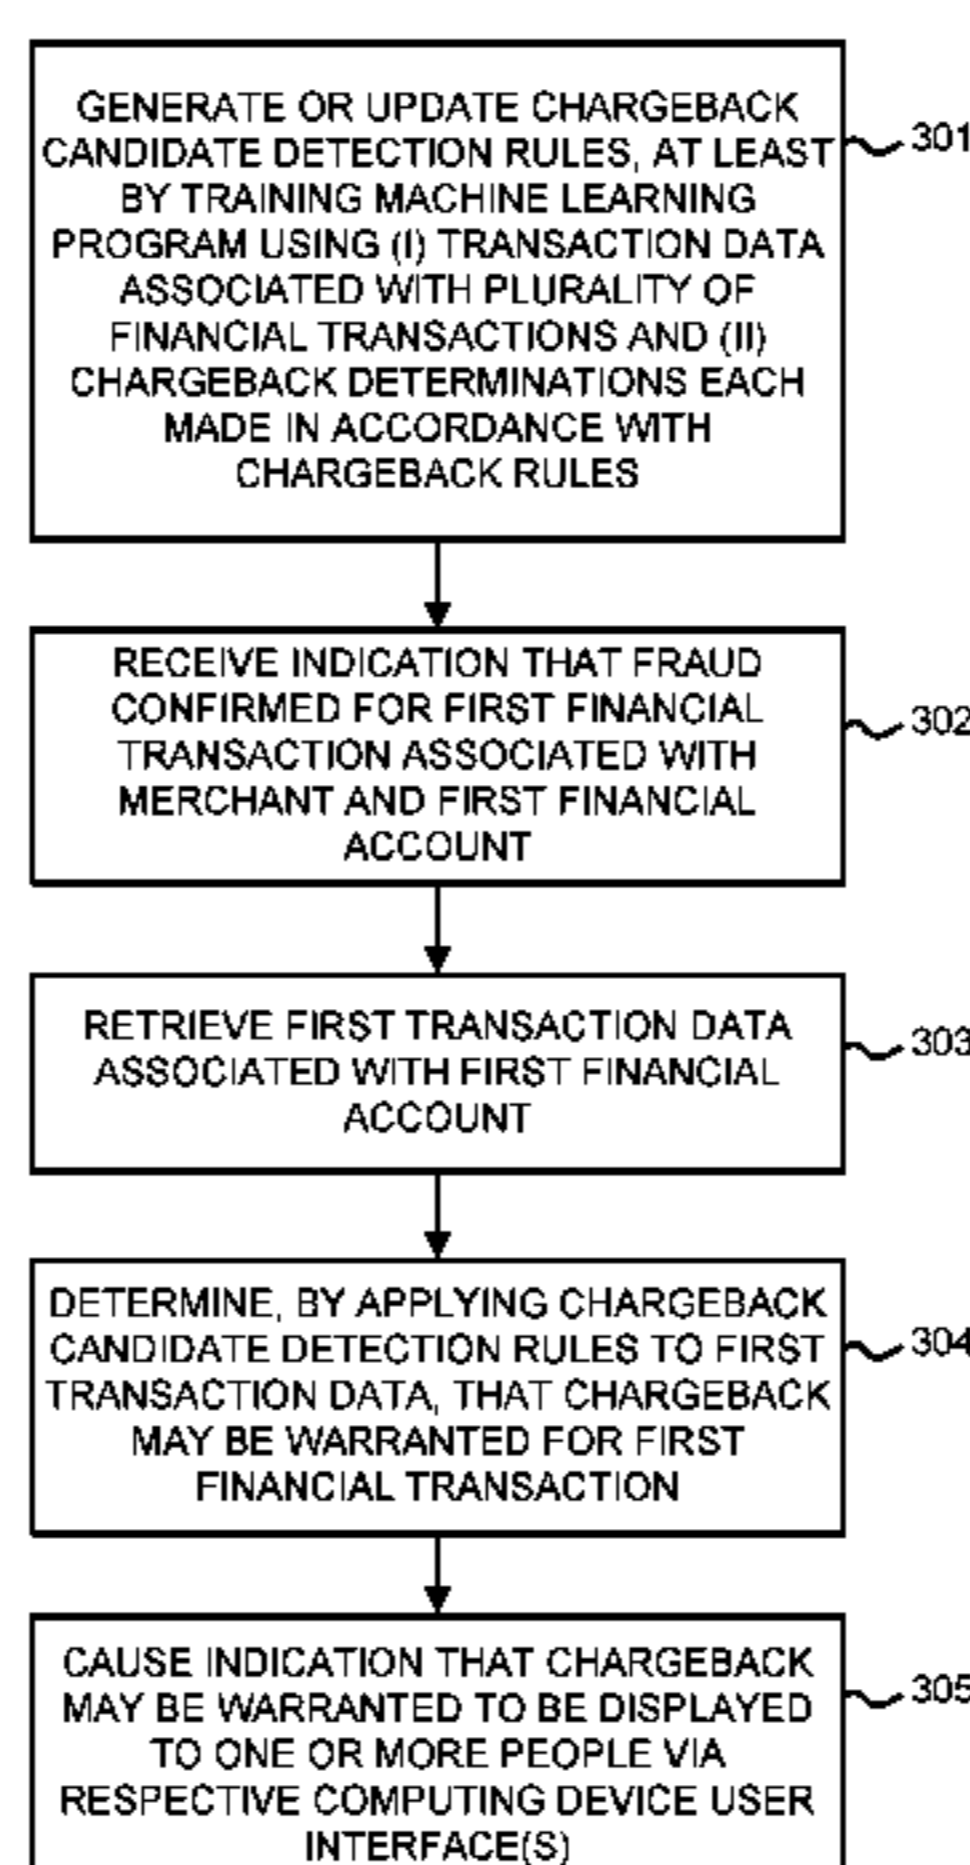 GENERATE OR UPDATE CHARGEBACK
CANDIDATE DETECTION RULES, AT LEAST
BY TRAINING MACHINE LEARNING
PROGRAM USING (I) TRANSACTION DATA
ASSOCIATED WITH PLURALITY OF
FINANCIAL TRANSACTIONS AND (II)
CHARGEBACK DETERMINATIONS EACH
MADE IN ACCORDANCE WITH
CHARGEBACK RULES
301
RECEIVE INDICATION THAT FRAUD
CONFIRMED FOR FIRST FINANCIAL
TRANSACTION ASSOCIATED WITH
MERCHANT AND FIRST FINANCIAL
ACCOUNT
302
RETRIEVE FIRST TRANSACTION DATA
ASSOCIATED WITH FIRST FINANCIAL
ACCOUNT
303
DETERMINE, BY APPLYING CHARGEBACK
CANDIDATE DETECTION RULES TO FIRST
TRANSACTION DATA, THAT CHARGEBACK
MAY BE WARRANTED FOR FIRST
FINANCIAL TRANSACTION
304
CAUSE INDICATION THAT CHARGEBACK
MAY BE WARRANTED TO BE DISPLAYED
TO ONE OR MORE PEOPLE VIA
RESPECTIVE COMPUTING DEVICE USER
INTERFACE(S)
305